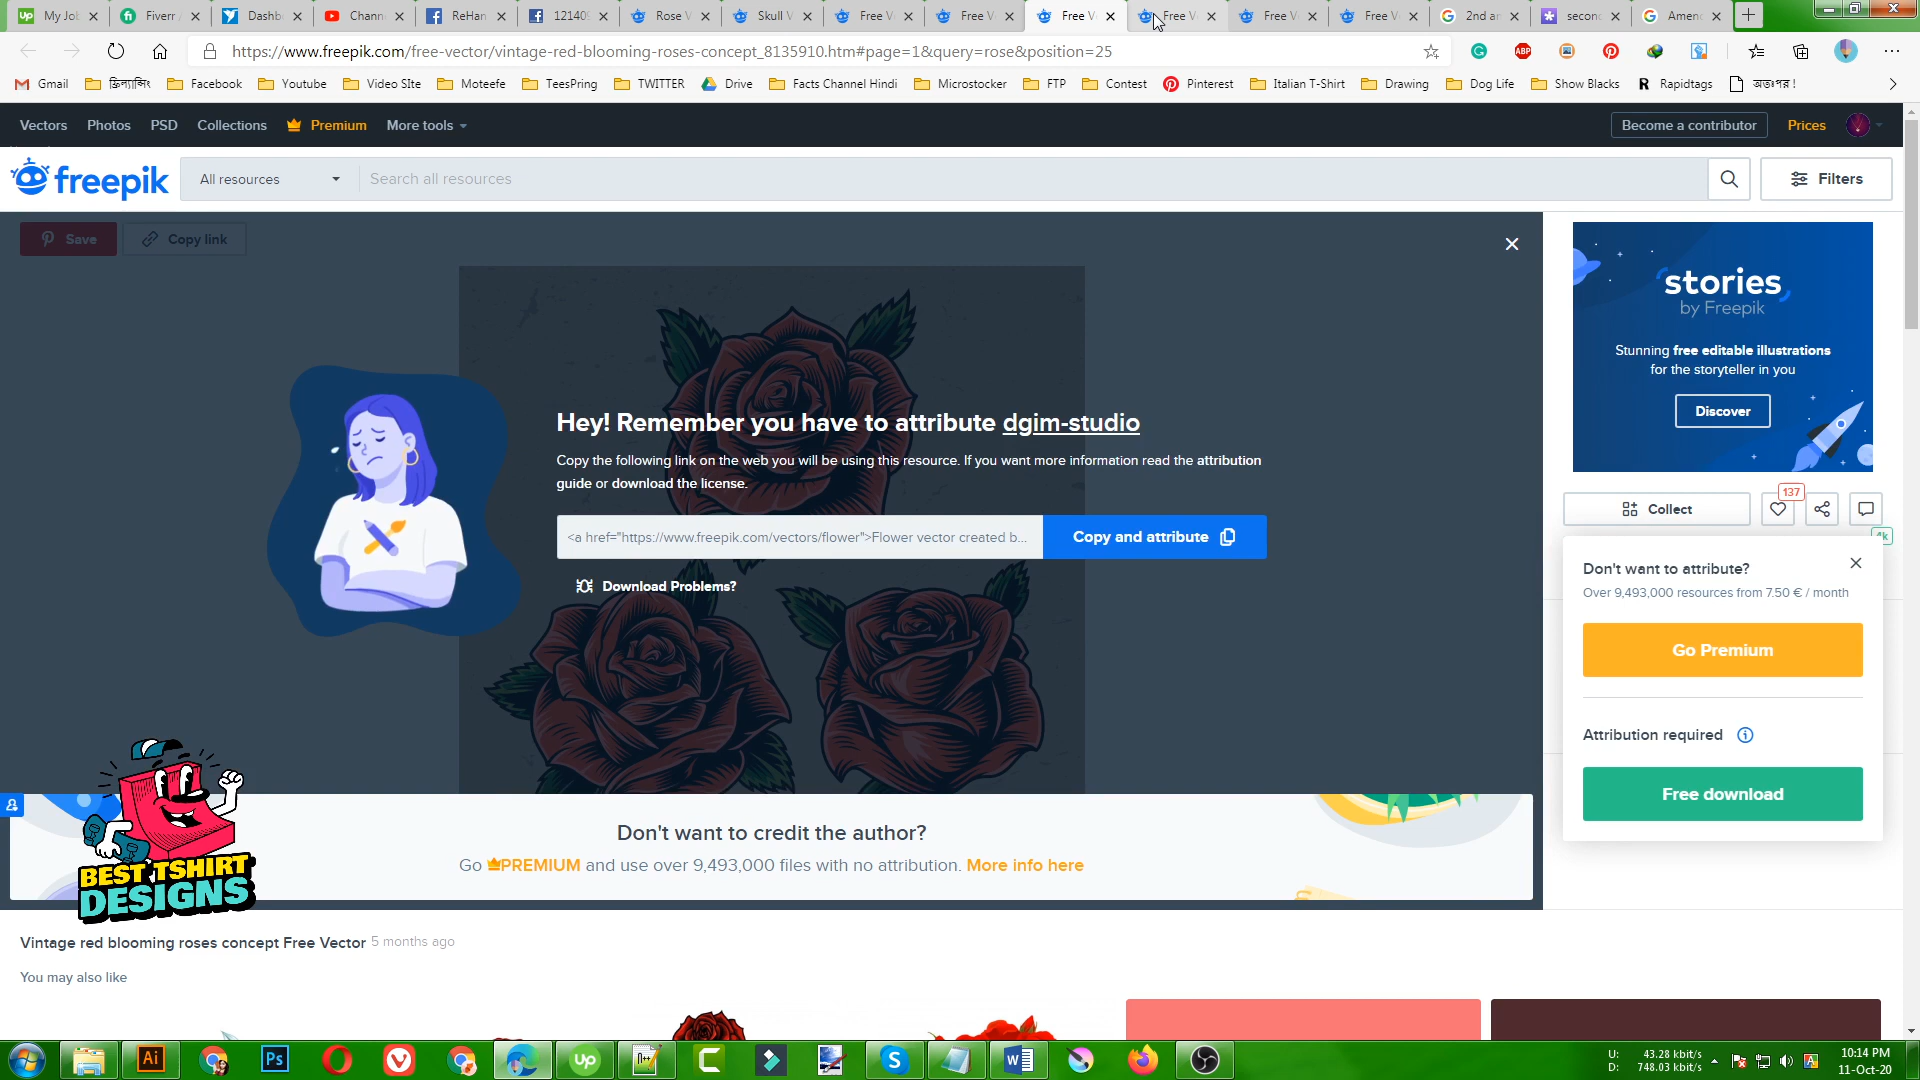 My Job
Fiverr
Dashb
Chann
ReHan
12140
Rose V
Skull V
Free V
Free V
Free V
Free V
Free V
Free V
2nd a
secon
Amen
https://www.freepik.com/free-vector/vintage-red-blooming-roses-concept_8135910.htm#page=1&query=rose&position=25
ABP
Gmail
ফ্রিল্যান্সিং
Facebook
Youtube
Video SIte
Moteefe
TeesPring
TWITTER
Drive
Facts Channel Hindi
Microstocker
FTP
Contest
Pinterest
Italian T-Shirt
Drawing
Dog Life
Show Blacks
Rapidtags
অতঃপর !
Vectors
Photos
PSD
Collections
Premium
More tools
Become a contributor
Prices
freepik
All resources
Search all resources
Filters
Save
Copy link
stories
by Freepik
Stunning free editable illustrations
for the storyteller in you
Discover
Hey! Remember you have to attribute dgim-studio
Copy the following link on the web you will be using this resource. If you want more information read the attribution
guide or download the license.
<a href="https://www.freepik.com/vectors/flower">Flower vector created b...
Copy and attribute
Download Problems?
Collect
137
4k
Don't want to attribute?
Over 9,493,000 resources from 7.50 € / month
Go Premium
Attribution required
Free download
Don't want to credit the author?
Go PREMIUM and use over 9,493,000 files with no attribution. More info here
BEST TSHIRT
DESIGNS
Vintage red blooming roses concept Free Vector 5 months ago
You may also like
Ai
Ps
Up
U: 43.28 kbit/s
D: 748.03 kbit/s
10:14 PM
11-Oct-20